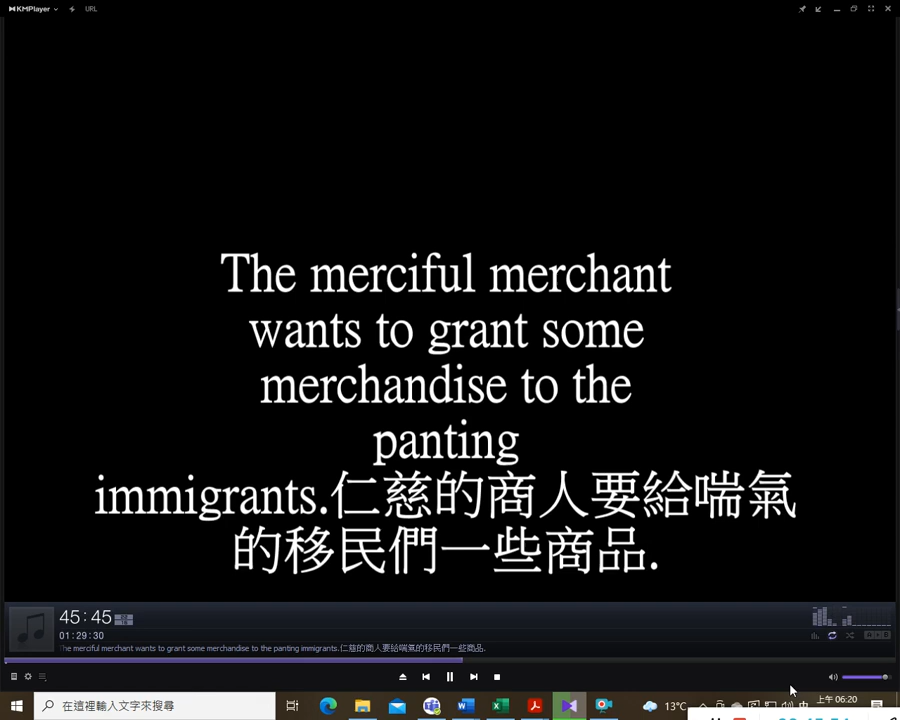 KMPlayer URL
The merciful merchant
wants to grant some
merchandise to the
panting
immigrants.仁慈的商人要給喘氣
的移民們一些商品.
45:45
01:29:30
The merciful merchant wants to grant some merchandise to the panting immigrants.仁慈的商人要給喘氣的移民們一些商品.
在這裡輸入文字來搜尋
13°C
中
上午 06:20